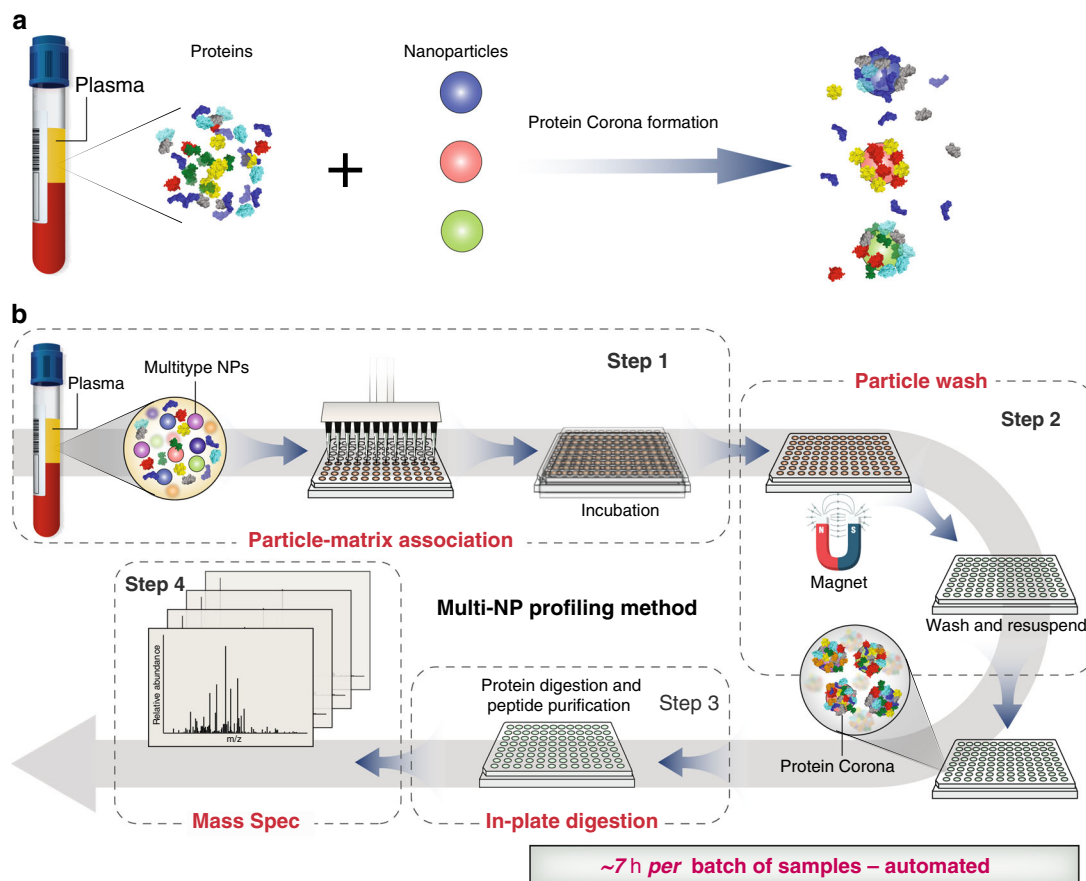 a
Proteins
Nanoparticles
Plasma
Protein Corona formation
b
Step 1
Multitype NPs
Plasma
Incubation
Particle-matrix association
Particle wash
Step 2
N S
Magnet
Wash and resuspend
Protein Corona
Multi-NP profiling method
Step 3
Protein digestion and
peptide purification
In-plate digestion
Step 4
Relative abundance
m/z
Mass Spec
~7 h per batch of samples – automated